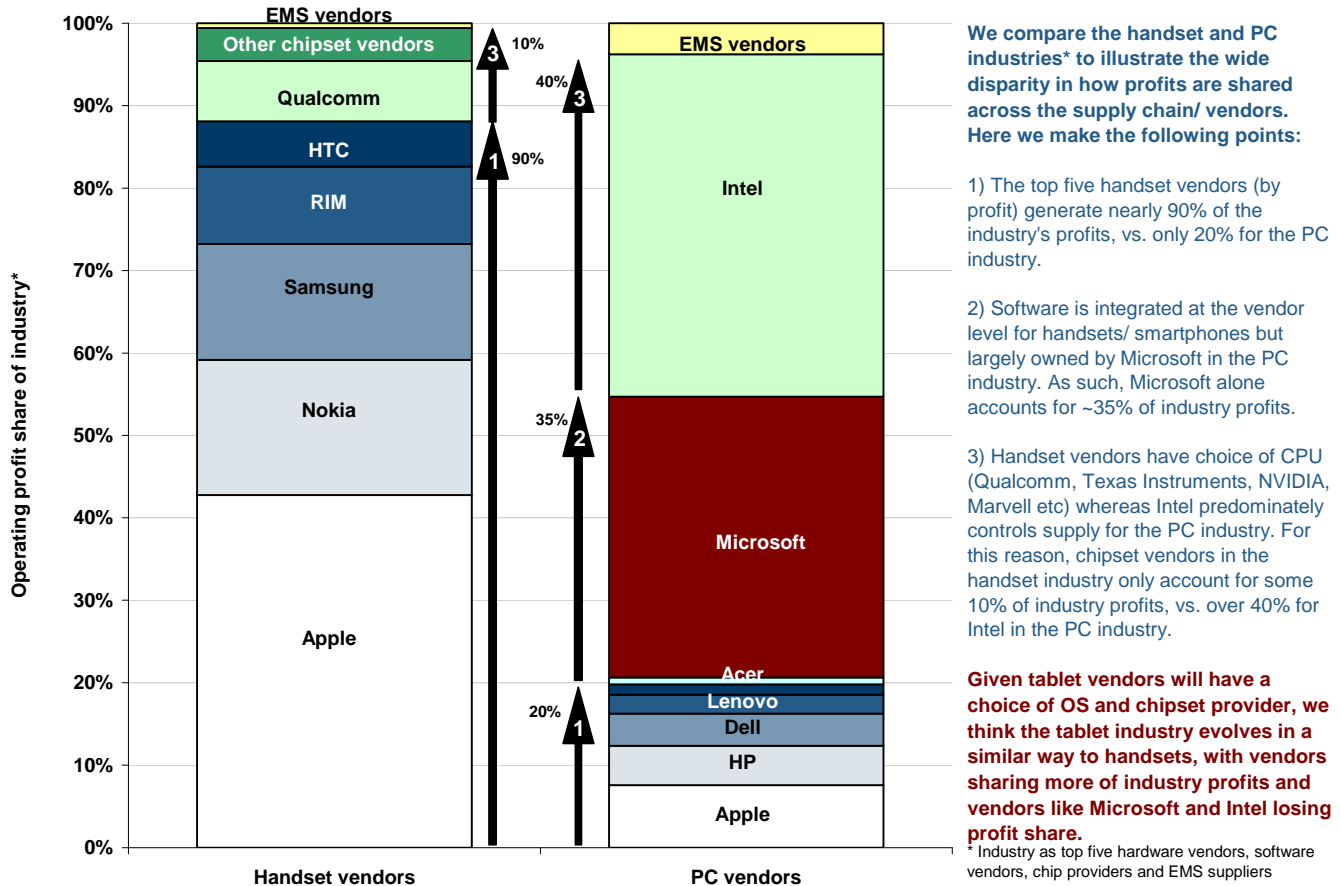 EMS vendors
100%
90%
80%
70%
60%
50%
40%
30%
20%
10%
0%
Operating profit share of industry*
Other chipset vendors
Qualcomm
HTC
RIM
Samsung
Nokia
Apple
Handset vendors
3
10%
1
90%
40%
3
35%
2
20%
1
EMS vendors
Intel
Microsoft
Acer
Lenovo
Dell
HP
Apple
PC vendors
We compare the handset and PC
industries* to illustrate the wide
disparity in how profits are shared
across the supply chain/ vendors.
Here we make the following points:
1) The top five handset vendors (by
profit) generate nearly 90% of the
industry's profits, vs. only 20% for the PC
industry.
2) Software is integrated at the vendor
level for handsets/ smartphones but
largely owned by Microsoft in the PC
industry. As such, Microsoft alone
accounts for ~35% of industry profits.
3) Handset vendors have choice of CPU
(Qualcomm, Texas Instruments, NVIDIA,
Marvell etc) whereas Intel predominately
controls supply for the PC industry. For
this reason, chipset vendors in the
handset industry only account for some
10% of industry profits, vs. over 40% for
Intel in the PC industry.
Given tablet vendors will have a
choice of OS and chipset provider, we
think the tablet industry evolves in a
similar way to handsets, with vendors
sharing more of industry profits and
vendors like Microsoft and Intel losing
profit share.
* Industry as top five hardware vendors, software
vendors, chip providers and EMS suppliers